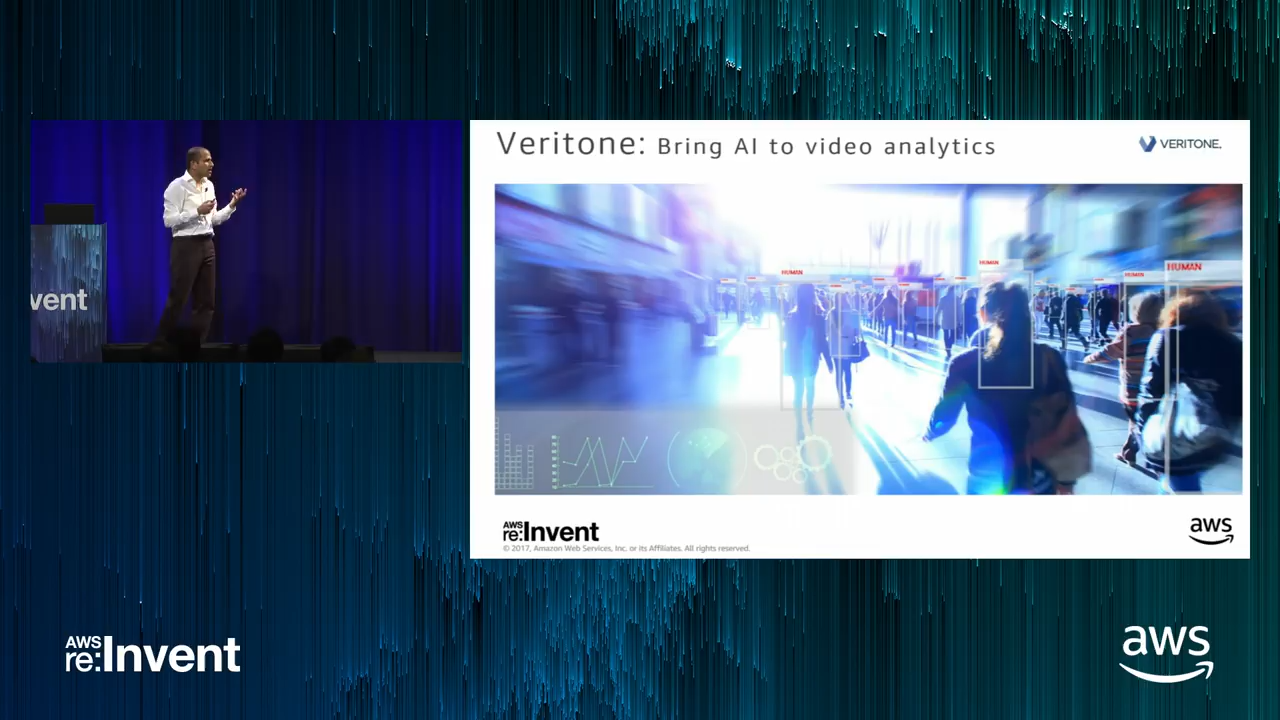 Veritone: Bring AI to video analytics
VERITONE.
HUMAN
HUMAN
HUMAN
HUMAN
vent
AWS
re:Invent
© 2017, Amazon Web Services, Inc. or its Affiliates. All rights reserved.
aws
AWS
re:Invent
aws